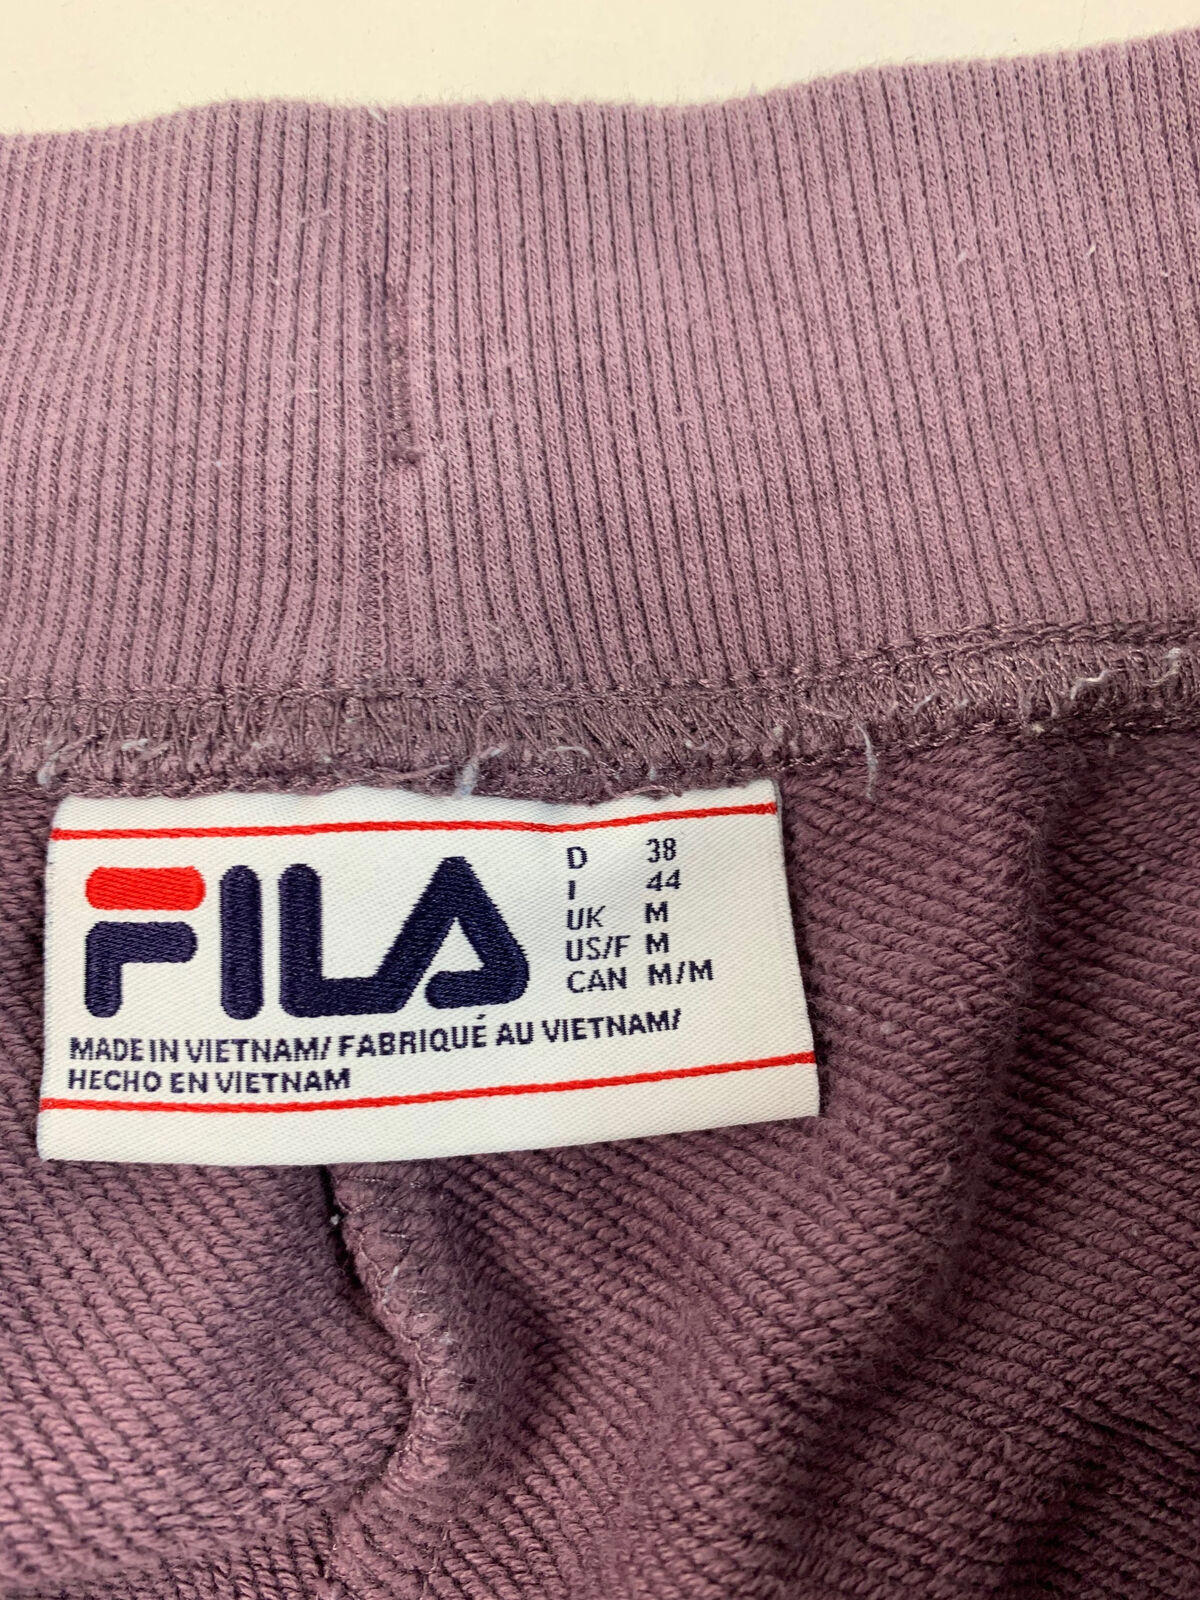 FILA
D 38
I 44
UK M
US/F M
CAN M/M
MADE IN VIETNAM/ FABRIQUÉ AU VIETNAM/
HECHO EN VIETNAM